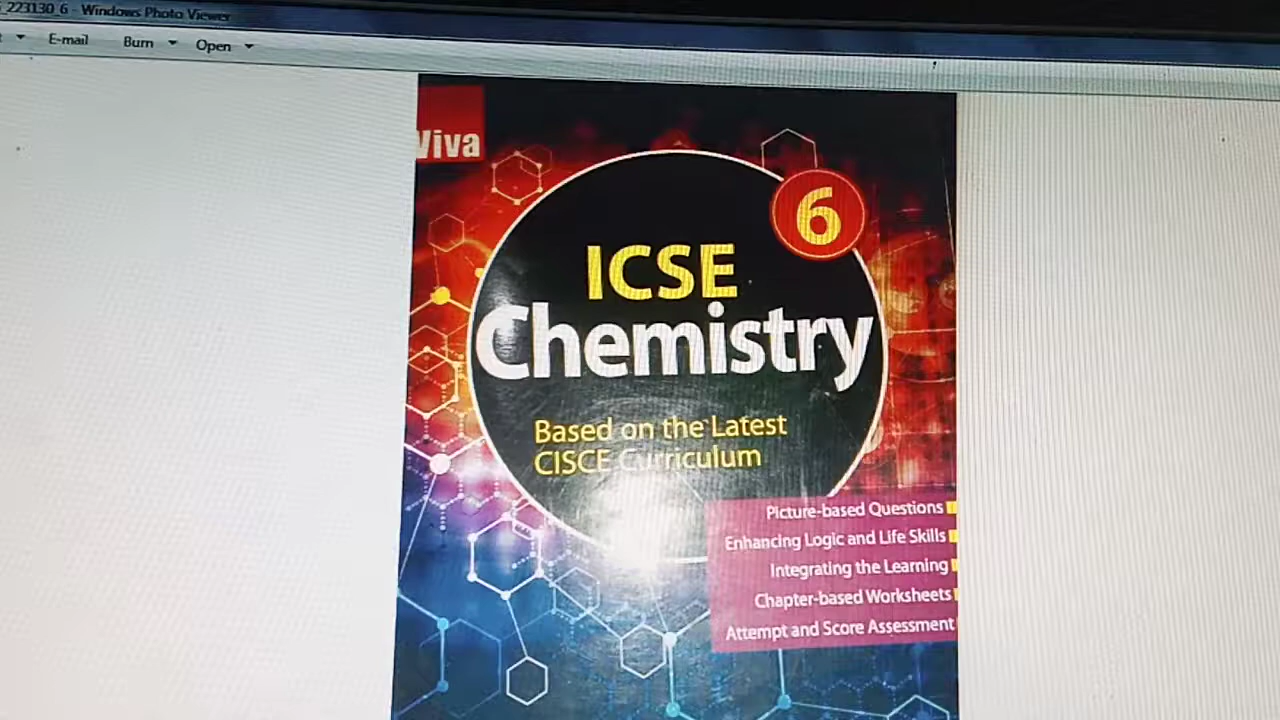 _223130_6 - Windows Photo Viewer
E-mail Burn Open
Viva
6
ICSE
Chemistry
Based on the Latest
CISCE Curriculum
Picture-based Questions
Enhancing Logic and Life Skills
Integrating the Learning
Chapter-based Worksheets
Attempt and Score Assessment